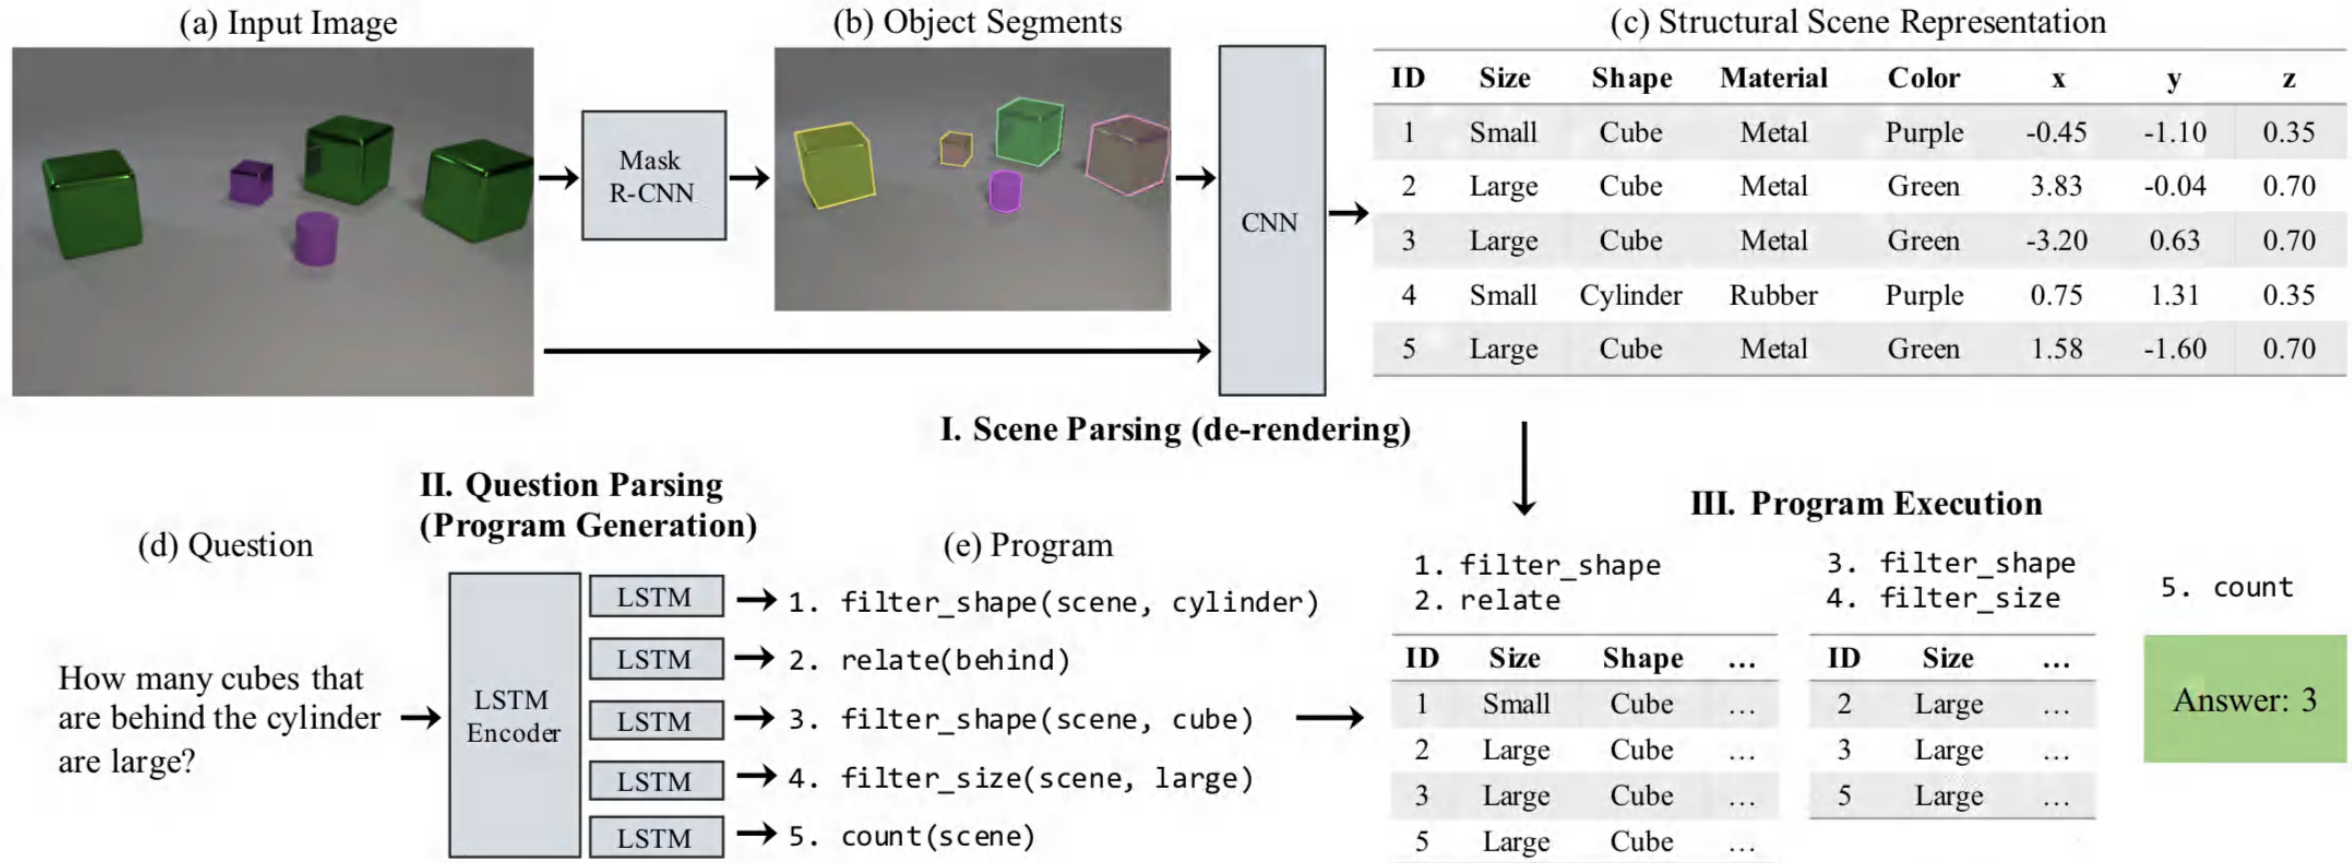 (a) Input Image
(b) Object Segments
(c) Structural Scene Representation
Mask
R-CNN
CNN
ID Size Shape Material Color x y z
1 Small Cube Metal Purple -0.45 -1.10 0.35
2 Large Cube Metal Green 3.83 -0.04 0.70
3 Large Cube Metal Green -3.20 0.63 0.70
4 Small Cylinder Rubber Purple 0.75 1.31 0.35
5 Large Cube Metal Green 1.58 -1.60 0.70
I. Scene Parsing (de-rendering)
II. Question Parsing
(Program Generation)
III. Program Execution
(d) Question
How many cubes that
are behind the cylinder
are large?
LSTM
Encoder
(e) Program
LSTM 1. filter_shape(scene, cylinder)
LSTM 2. relate(behind)
LSTM 3. filter_shape(scene, cube)
LSTM 4. filter_size(scene, large)
LSTM 5. count(scene)
1. filter_shape
2. relate
ID Size Shape ...
1 Small Cube ...
2 Large Cube ...
3 Large Cube ...
5 Large Cube ...
3. filter_shape
4. filter_size
ID Size ...
2 Large ...
3 Large ...
5 Large ...
5. count
Answer: 3